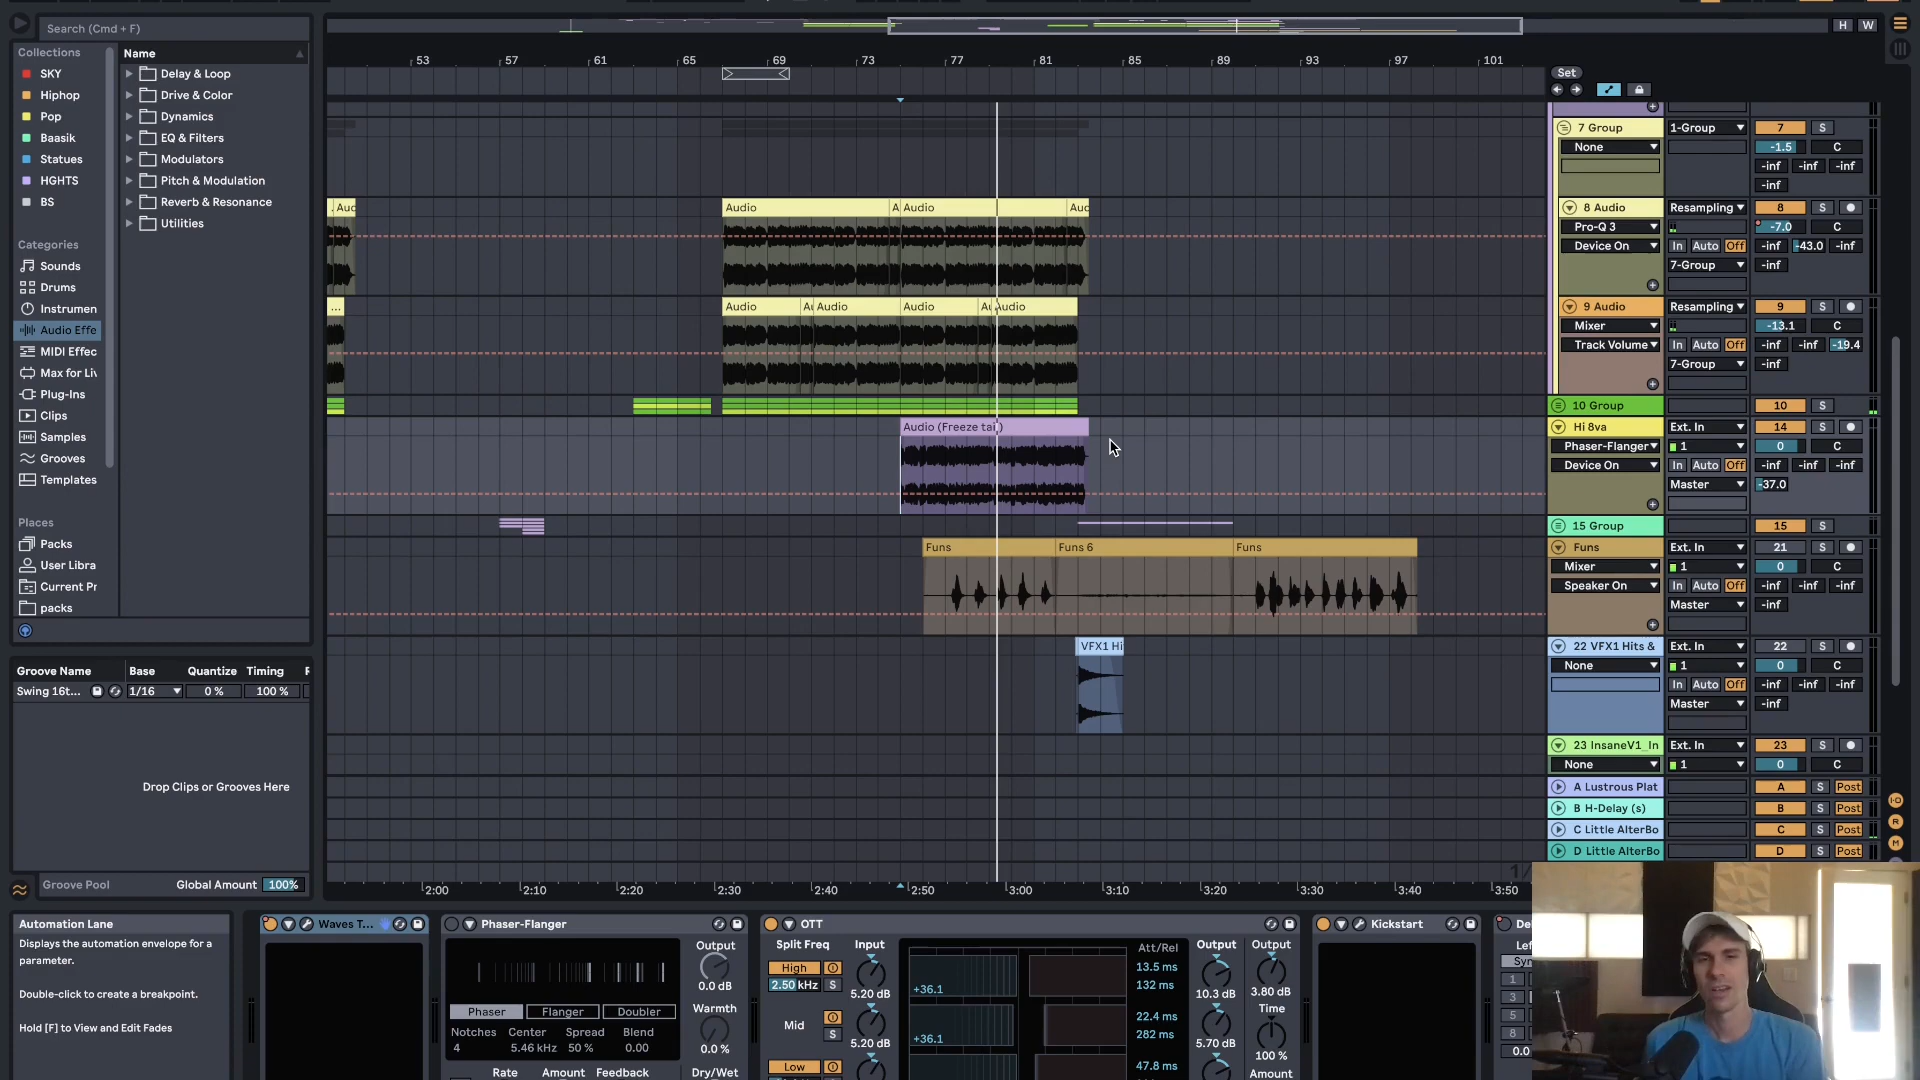 Search (Cmd + F)
Collections
SKY
Hiphop
Pop
Baasik
Statues
HGHTS
BS
Categories
Sounds
Drums
Instrumen
Audio Effe
MIDI Effec
Max for Liv
Plug-Ins
Clips
Samples
Grooves
Templates
Places
Packs
User Libra
Current Pr
packs
Name
Delay & Loop
Drive & Color
Dynamics
EQ & Filters
Modulators
Pitch & Modulation
Reverb & Resonance
Utilities
Groove Name Base Quantize Timing
Swing 16t... 1/16 0 % 100 %
Drop Clips or Grooves Here
Groove Pool Global Amount 100%
H W
53 57 61 65 69 73 77 81 85 89 93 97 101
Set
7 Group 1-Group 7 S
None -1.5 C
-inf -inf -inf
-inf
Auc Audio A Audio Auc
8 Audio Resampling 8 S
Pro-Q 3 -7.0 C
Device On In Auto Off -inf -43.0 -inf
7-Group -inf
... Audio Audio Audio Audio
9 Audio Resampling 9 S
Mixer -13.1 C
Track Volume In Auto Off -inf -inf -19.4
7-Group -inf
10 Group 10 S
Audio (Freeze tail)
Hi 8va Ext. In 14 S
Phaser-Flanger 1 0 C
Device On In Auto Off -inf -inf -inf
Master -37.0
15 Group 15 S
Funs Funs 6 Funs
Funs Ext. In 21 S
Mixer 1 0 C
Speaker On In Auto Off -inf -inf -inf
Master -inf
VFX1 Hi
22 VFX1 Hits & Ext. In 22 S
None 1 0 C
In Auto Off -inf -inf -inf
Master -inf
23 InsaneV1_In Ext. In 23 S
None 1 0 C
A Lustrous Plat A S Post
B H-Delay (s) B S Post
C Little AlterBo C S Post
D Little AlterBo D S Post
2:00 2:10 2:20 2:30 2:40 2:50 3:00 3:10 3:20 3:30 3:40 3:50
Automation Lane
Displays the automation envelope for a
parameter.
Double-click to create a breakpoint.
Hold [F] to View and Edit Fades
Waves T...
Phaser-Flanger
Output
0.0 dB
Warmth
0.0 %
Dry/Wet
Phaser Flanger Doubler
Notches Center Spread Blend
4 5.46 kHz 50 % 0.00
Rate Amount Feedback
OTT
Split Freq Input
High
2.50 kHz S 5.20 dB
Mid
S 5.20 dB
Low
+36.1
+36.1
Att/Rel
13.5 ms
132 ms
22.4 ms
282 ms
47.8 ms
Output
10.3 dB
5.70 dB
Output
3.80 dB
Time
100 %
Amount
Kickstart